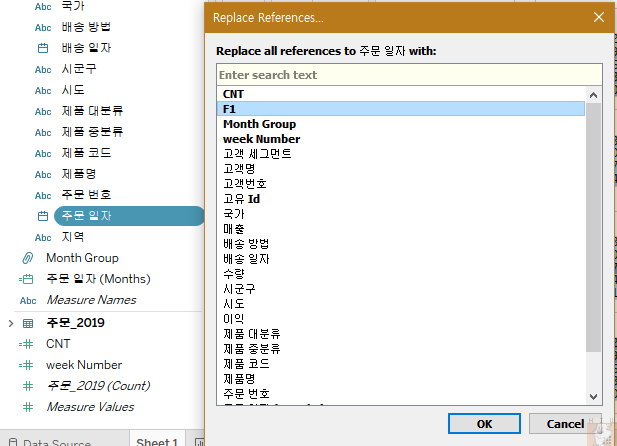 Abc 국가
Abc 배송 방법
배송 일자
Abc 시군구
Abc 시도
Abc 제품 대분류
Abc 제품 중분류
Abc 제품 코드
Abc 제품명
Abc 주문 번호
주문 일자
Abc 지역
Month Group
주문 일자 (Months)
Abc Measure Names
주문_2019
CNT
week Number
주문_2019 (Count)
Measure Values
Data Source
Sheet 1
Replace References...
Replace all references to 주문 일자 with:
Enter search text
CNT
F1
Month Group
week Number
고객 세그먼트
고객명
고객번호
고유 Id
국가
매출
배송 방법
배송 일자
수량
시군구
시도
이익
제품 대분류
제품 중분류
제품 코드
제품명
주문 번호
OK
Cancel